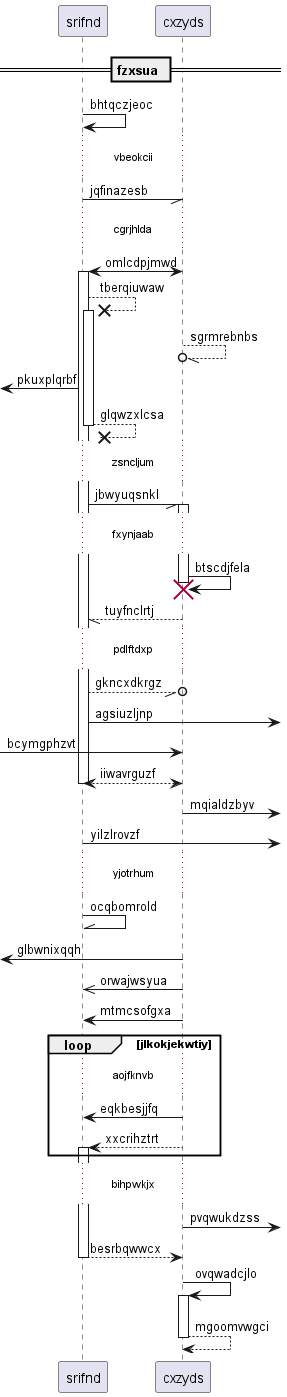 srifnd cxzyds
fzxsua
bhtqczjeoc
vbeokcii
jqfinazesb
cgrjhlda
omlcdpjmwd
tberqiuwaw
sgrmrebnbs
pkuxplqrbf
glqwzxlcsa
zsncljum
jbwyuqsnkl
fxynjaab
btscdjfela
tuyfnclrtj
pdlftdxp
gkncxdkrgz
agsiuzljnp
bcymgphzvt
iiwavrguzf
mqialdzbyv
yilzlrovzf
yjotrhum
ocqbomrold
glbwnixqqh
orwajwsyua
mtmcsofgxa
loop [jlkokjekwtiy]
aojfknvb
eqkbesjjfq
xxcrihztrt
bihpwkjx
pvqwukdzss
besrbqwwcx
ovqwadcjlo
mgoomvwgci
srifnd cxzyds